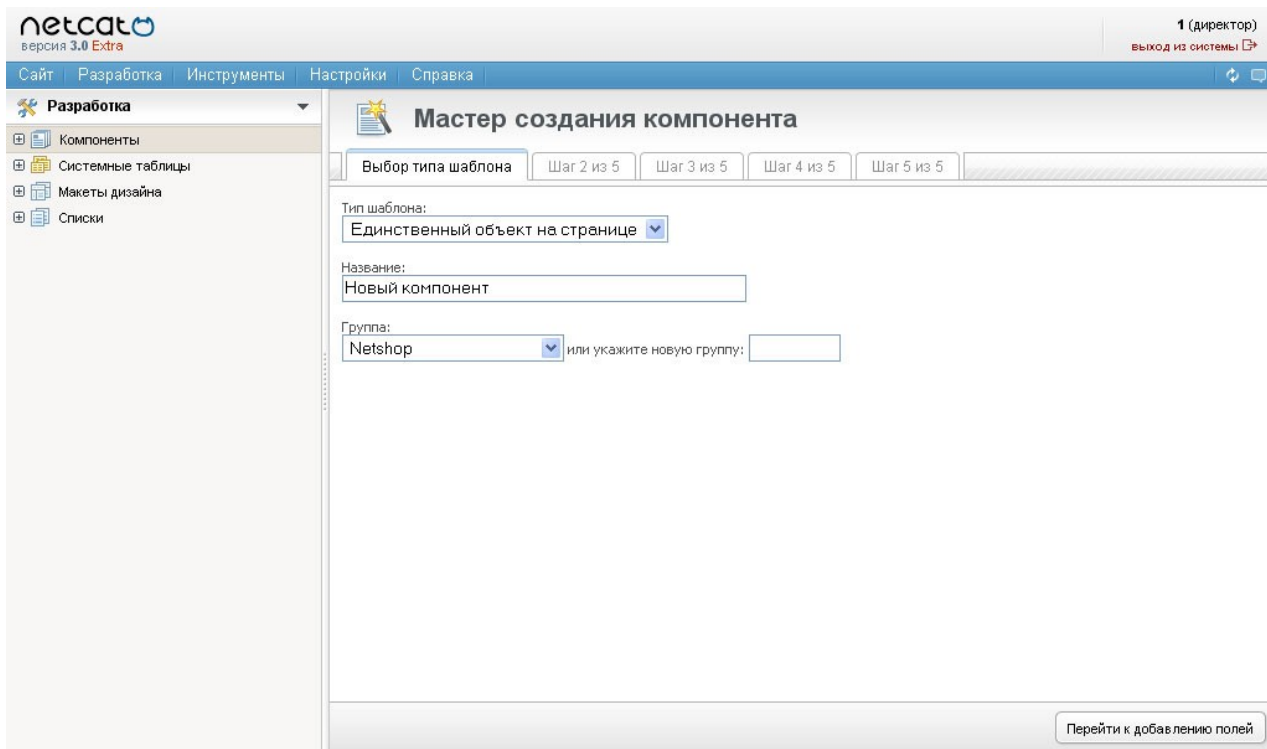 netcat
версия 3.0 Extra
1 (директор)
выход из системы
Сайт Разработка Инструменты Настройки Справка
Разработка
Компоненты
Системные таблицы
Макеты дизайна
Списки
Мастер создания компонента
Выбор типа шаблона Шаг 2 из 5 Шаг 3 из 5 Шаг 4 из 5 Шаг 5 из 5
Тип шаблона:
Единственный объект на странице
Название:
Новый компонент
Группа:
Netshop или укажите новую группу:
Перейти к добавлению полей